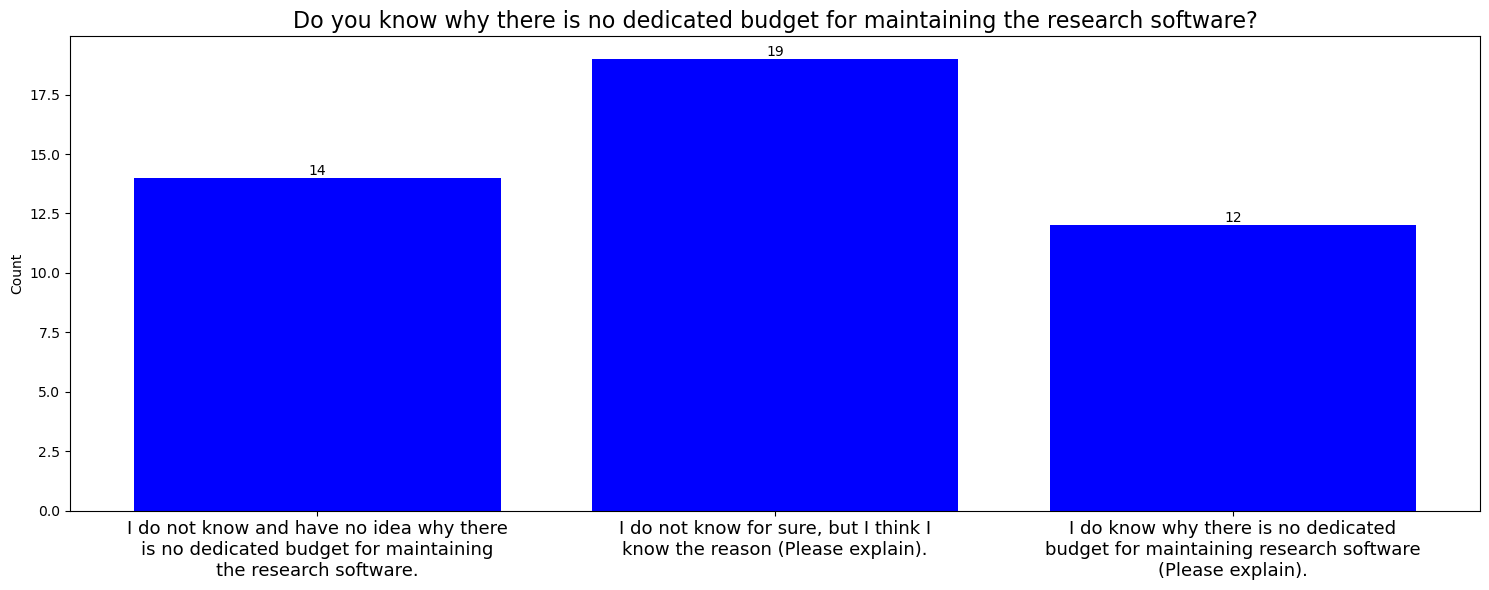 Do you know why there is no dedicated budget for maintaining the research software?
19
17.5
15.0
14
12.5
12
10.0
Count
7.5
5.0
2.5
0.0
I do not know and have no idea why there
is no dedicated budget for maintaining
the research software.
I do not know for sure, but I think I
know the reason (Please explain).
I do know why there is no dedicated
budget for maintaining research software
(Please explain).